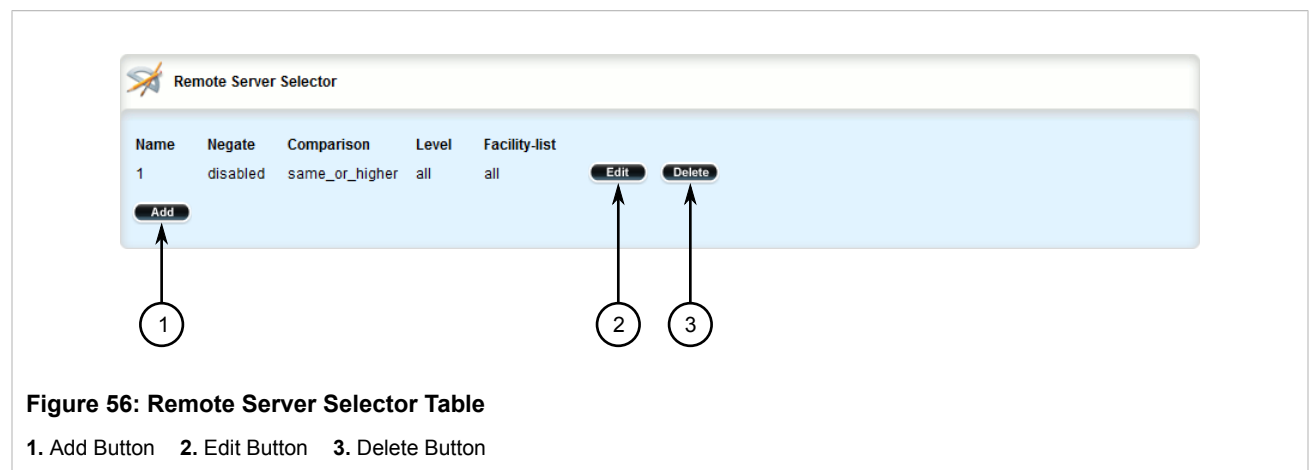 Remote Server Selector
Name Negate Comparison Level Facility-list
1 disabled same_or_higher all all Edit Delete
Add
1 2 3
Figure 56: Remote Server Selector Table
1. Add Button 2. Edit Button 3. Delete Button